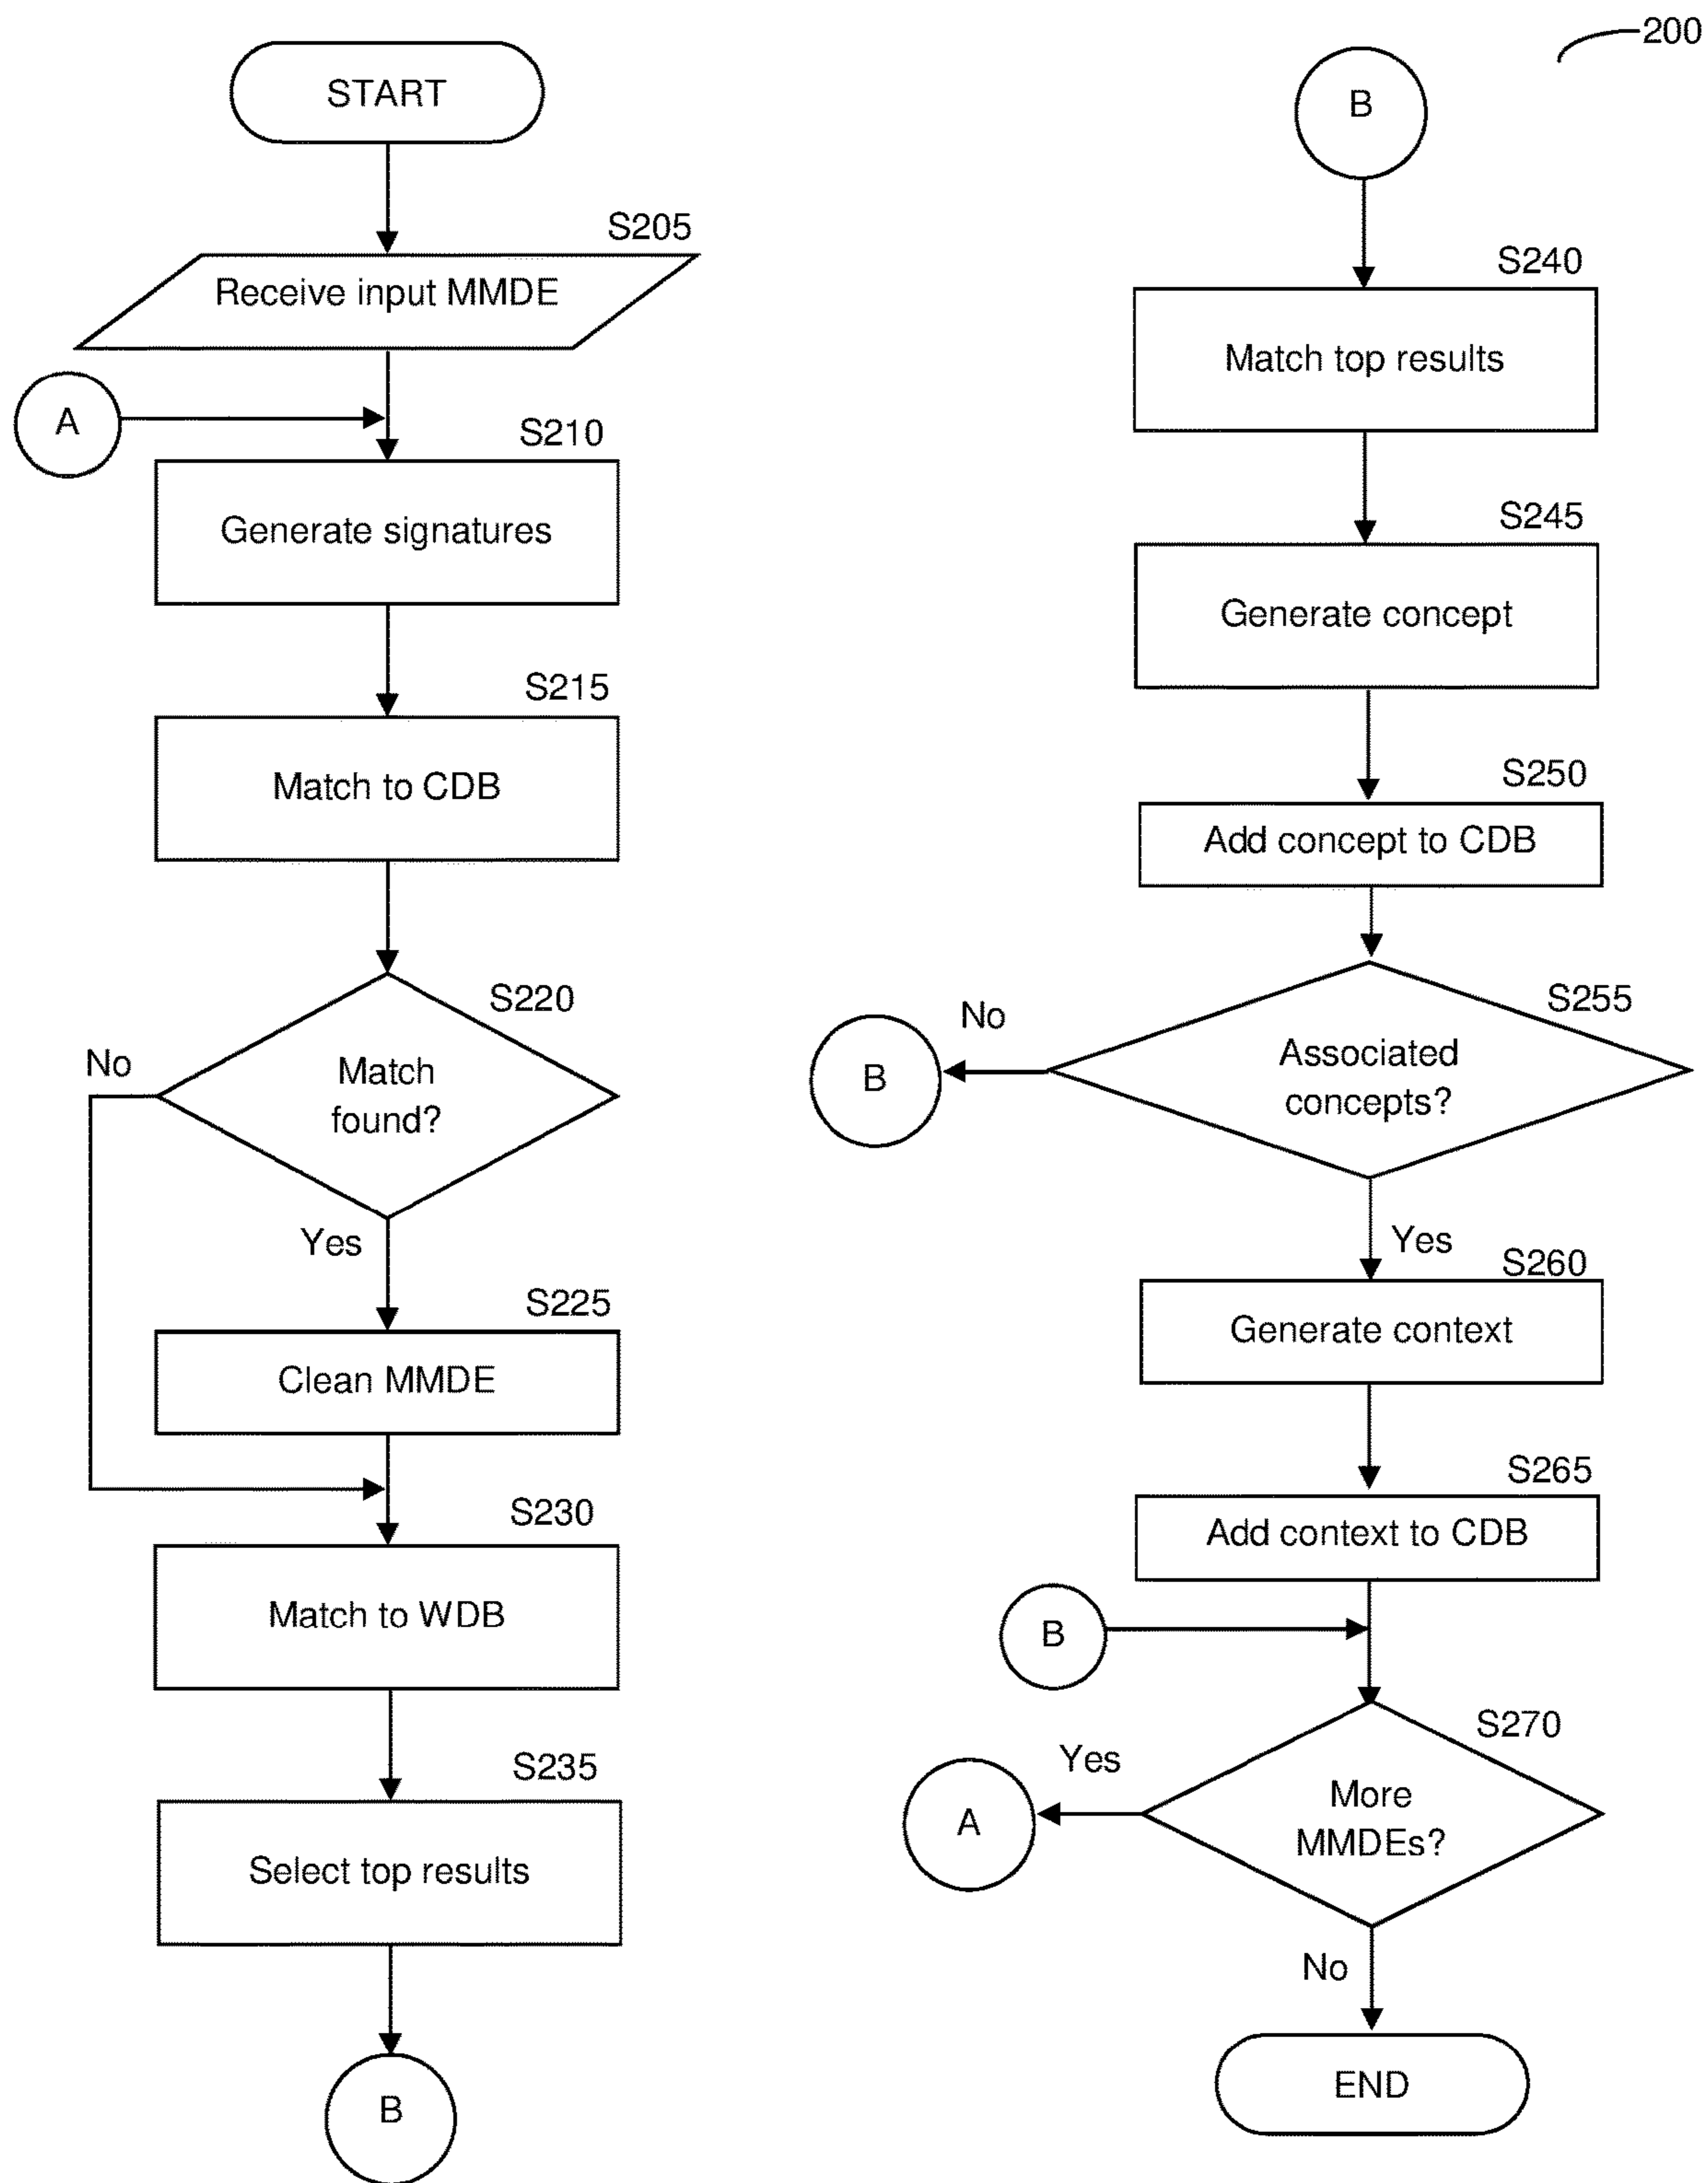 200
START
S205
Receive input MMDE
A
S210
Generate signatures
S215
Match to CDB
S220
No
Match
found?
Yes
S225
Clean MMDE
S230
Match to WDB
S235
Select top results
B
B
S240
Match top results
S245
Generate concept
S250
Add concept to CDB
S255
No
B
Associated
concepts?
Yes
S260
Generate context
S265
Add context to CDB
B
S270
Yes
A
More
MMDEs?
No
END